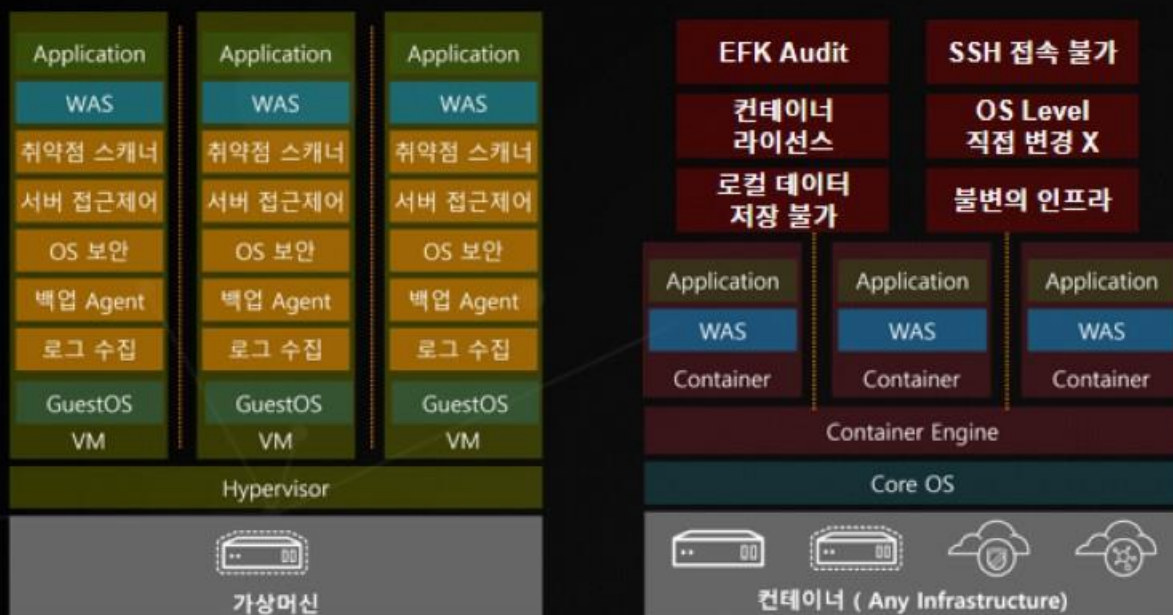 Application
WAS
취약점 스캐너
서버 접근제어
OS 보안
백업 Agent
로그 수집
GuestOS
VM
Application
WAS
취약점 스캐너
서버 접근제어
OS 보안
백업 Agent
로그 수집
GuestOS
VM
Application
WAS
취약점 스캐너
서버 접근제어
OS 보안
백업 Agent
로그 수집
GuestOS
VM
Hypervisor
가상머신
EFK Audit
SSH 접속 불가
컨테이너
라이선스
OS Level
직접 변경 X
로컬 데이터
저장 불가
불변의 인프라
Application
WAS
Container
Application
WAS
Container
Application
WAS
Container
Container Engine
Core OS
컨테이너 ( Any Infrastructure)